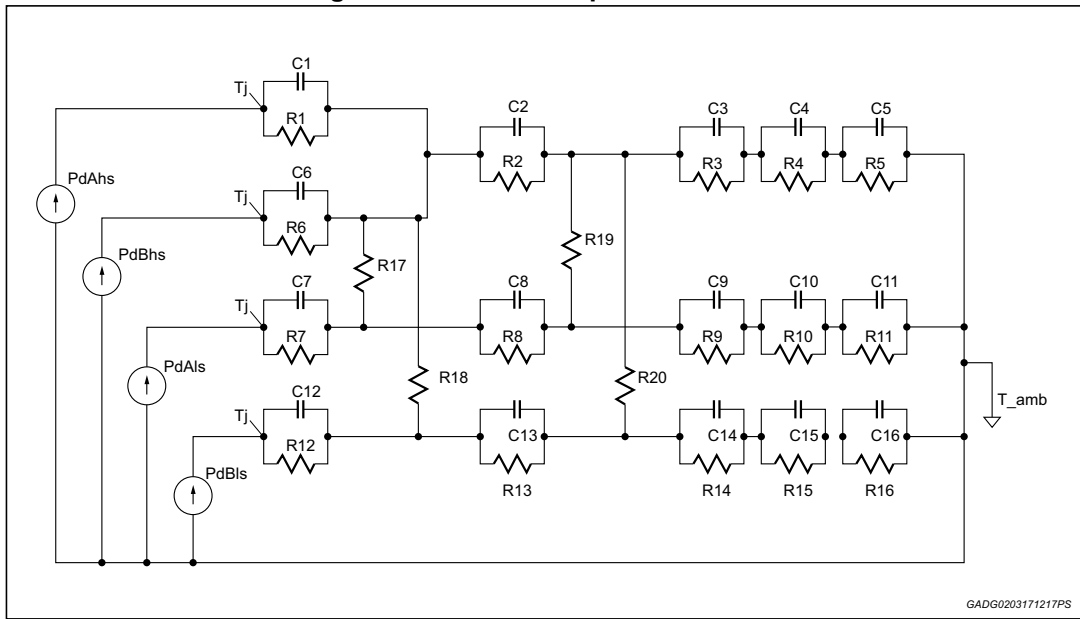 C1
Tj
R1
C2
C3
C4
C5
R2
R3
R4
R5
PdAhs
C6
Tj
R6
R19
PdBhs
R17
C7
Tj
R7
C8
R8
C9
C10
C11
R9
R10
R11
PdAls
R18
R20
T_amb
C12
Tj
R12
C13
C14
C15
C16
PdBls
R13
R14
R15
R16
GADG0203171217PS